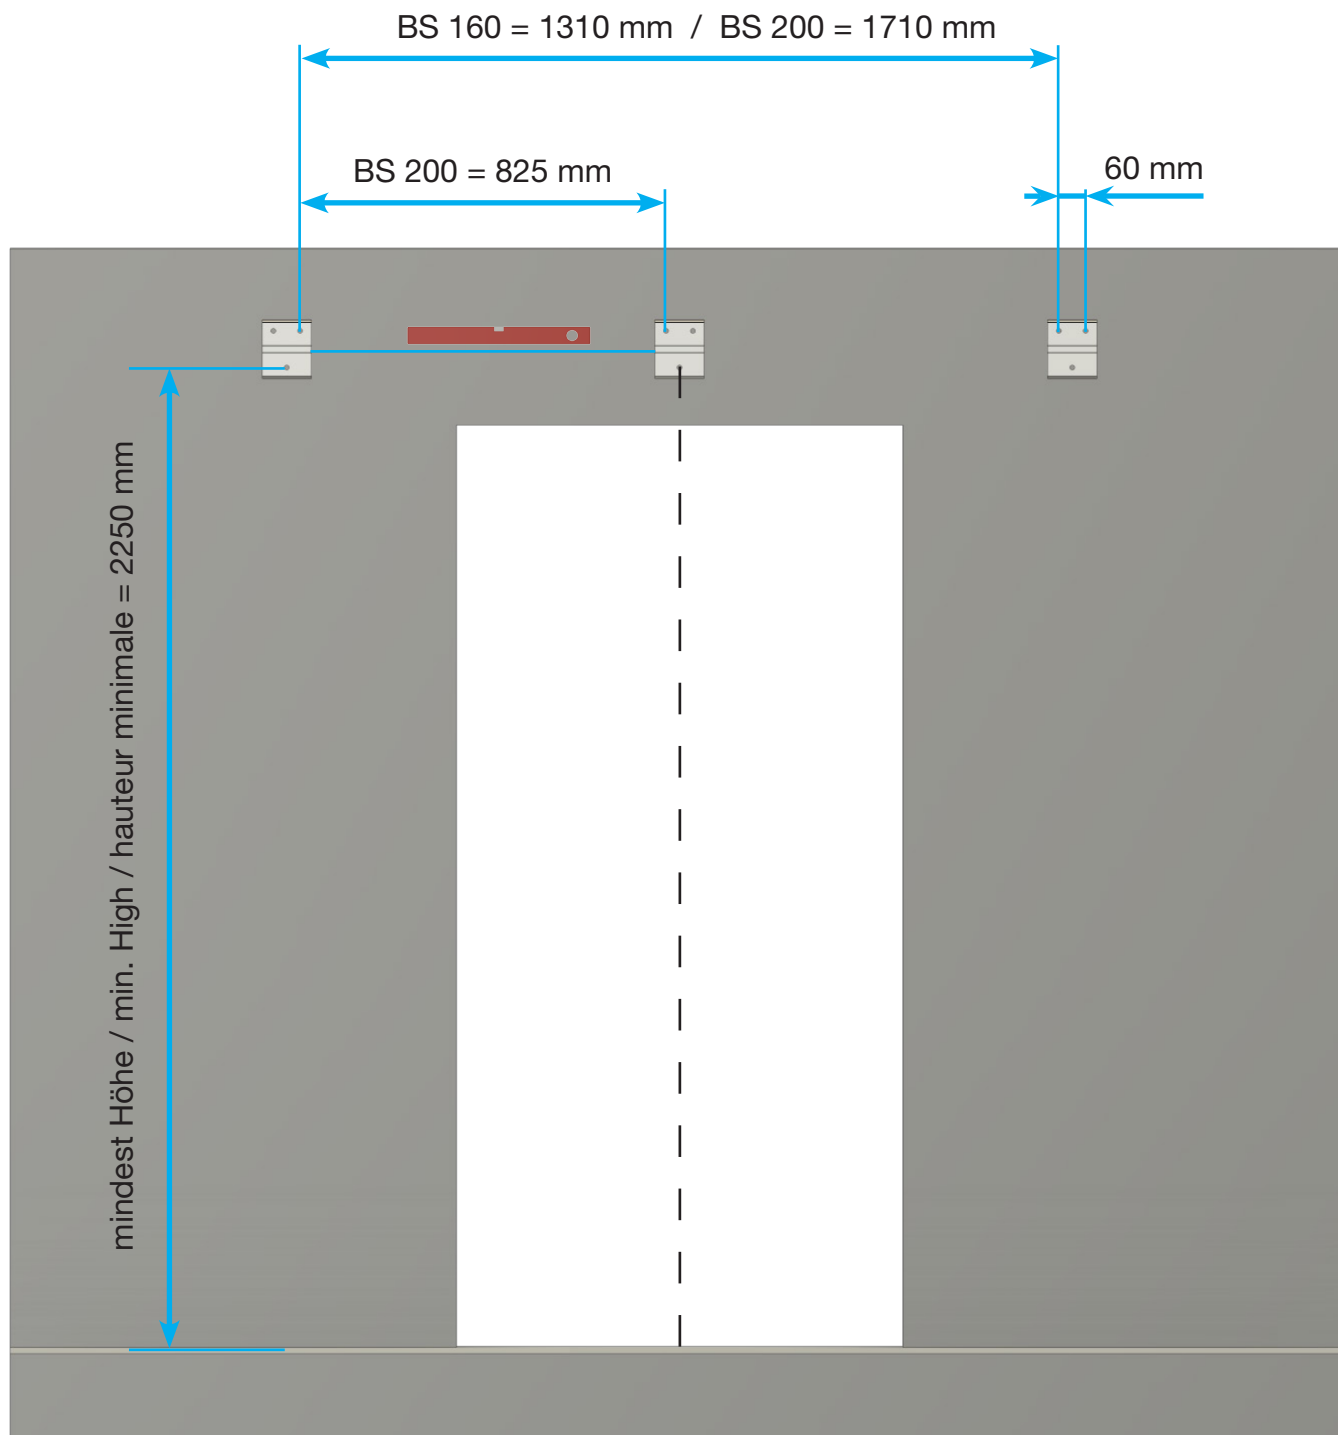 BS 160 = 1310 mm / BS 200 = 1710 mm
BS 200 = 825 mm
60 mm
mindest Höhe / min. High / hauteur minimale = 2250 mm